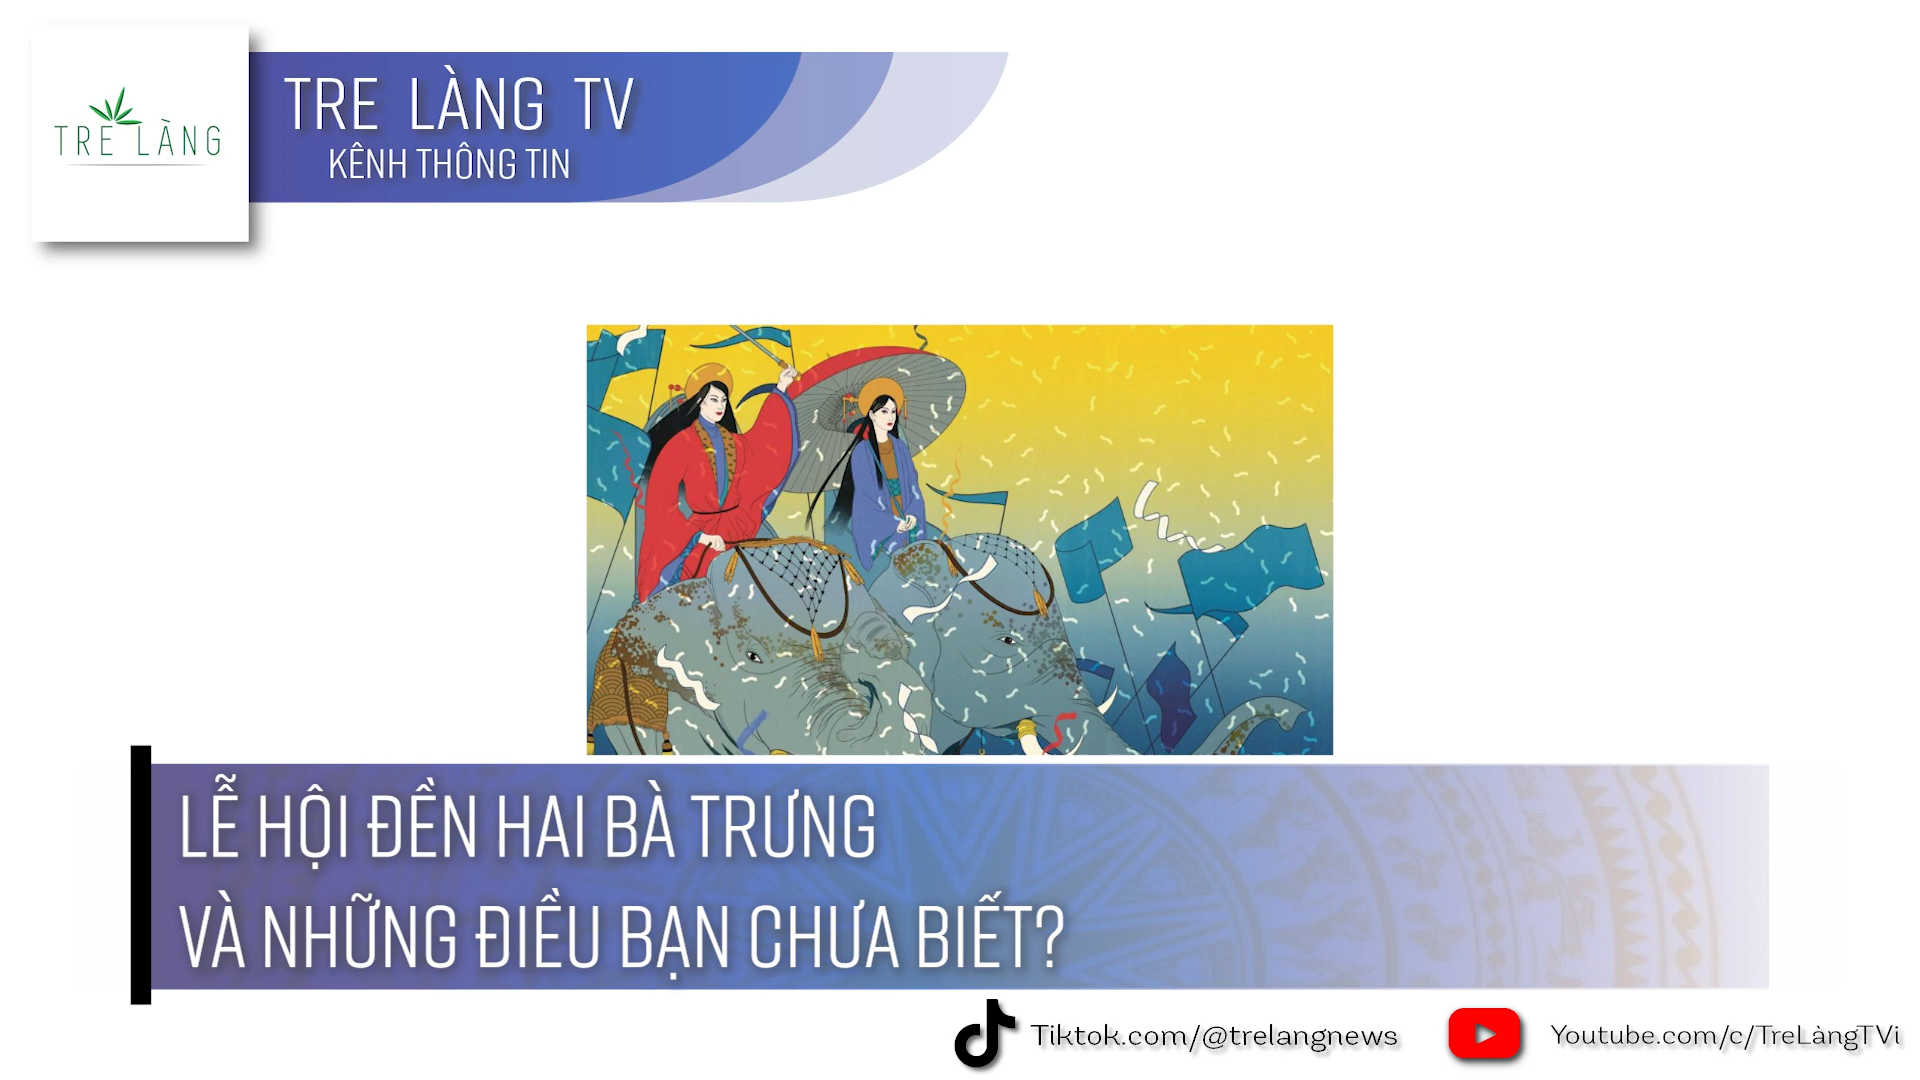 TRE LÀNG
TRE LÀNG TV
KÊNH THÔNG TIN
LỄ HỘI ĐỀN HAI BÀ TRƯNG
VÀ NHỮNG ĐIỀU BẠN CHƯA BIẾT?
Tiktok.com/@trelangnews
Youtube.com/c/TreLàngTVi